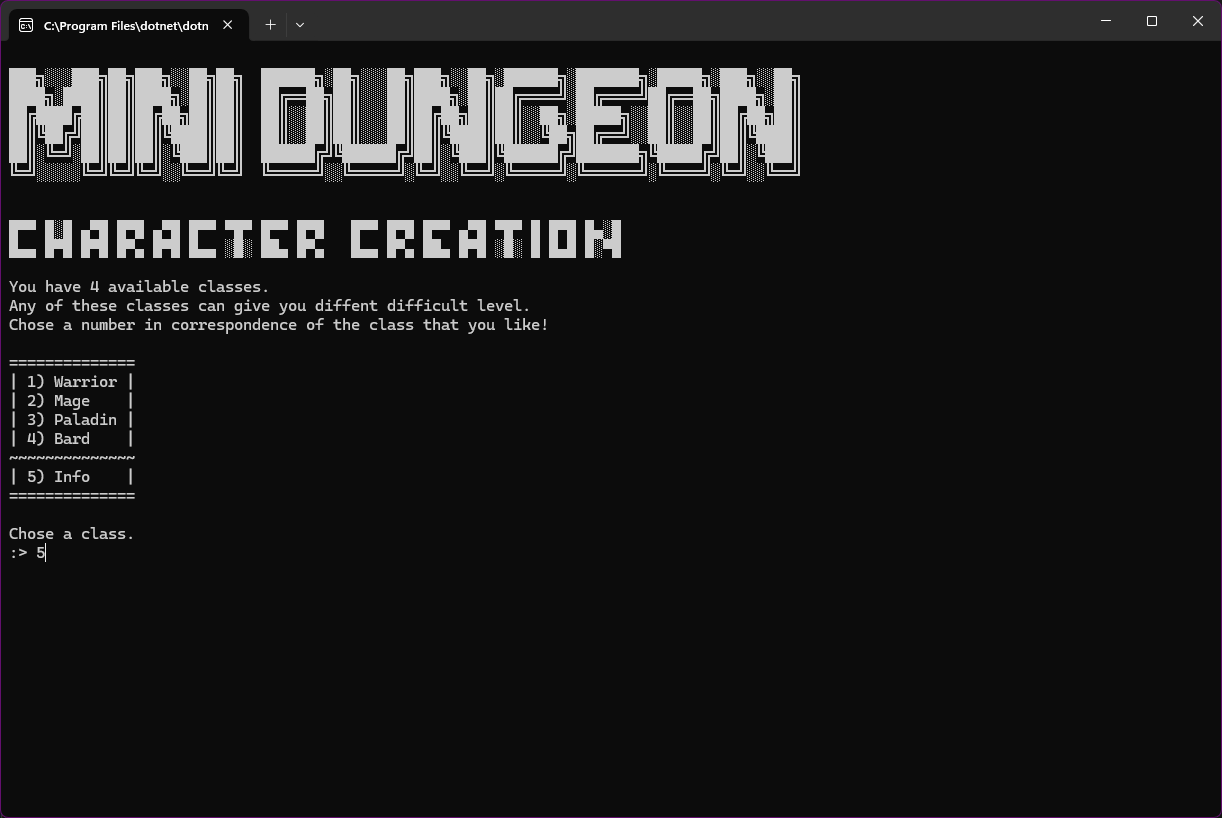 C:\Program Files\dotnet\dotn
MINI DUNGEON
CHARACTER CREATION
You have 4 available classes.
Any of these classes can give you diffent difficult level.
Chose a number in correspondence of the class that you like!
==============
| 1) Warrior |
| 2) Mage    |
| 3) Paladin |
| 4) Bard    |
~~~~~~~~~~~~~~
| 5) Info    |
==============
Chose a class.
:> 5